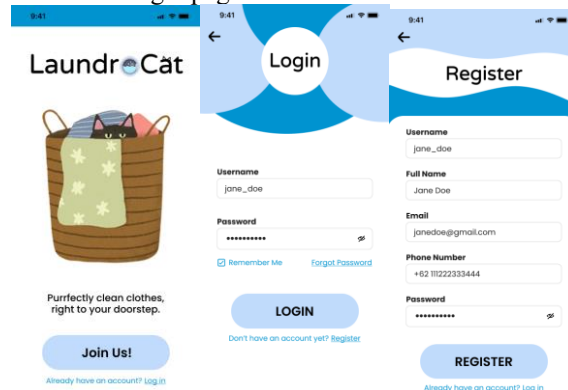 9:41
LaundroCat
Purrfectly clean clothes,
right to your doorstep.
Join Us!
Already have an account? Log in
9:41
Login
Username
jane_doe
Password
••••••••••
Remember Me
Forgot Password
LOGIN
Don't have an account yet? Register
9:41
Register
Username
jane_doe
Full Name
Jane Doe
Email
janedoe@gmail.com
Phone Number
+62 111222333444
Password
••••••••••
REGISTER
Already have an account? Log in